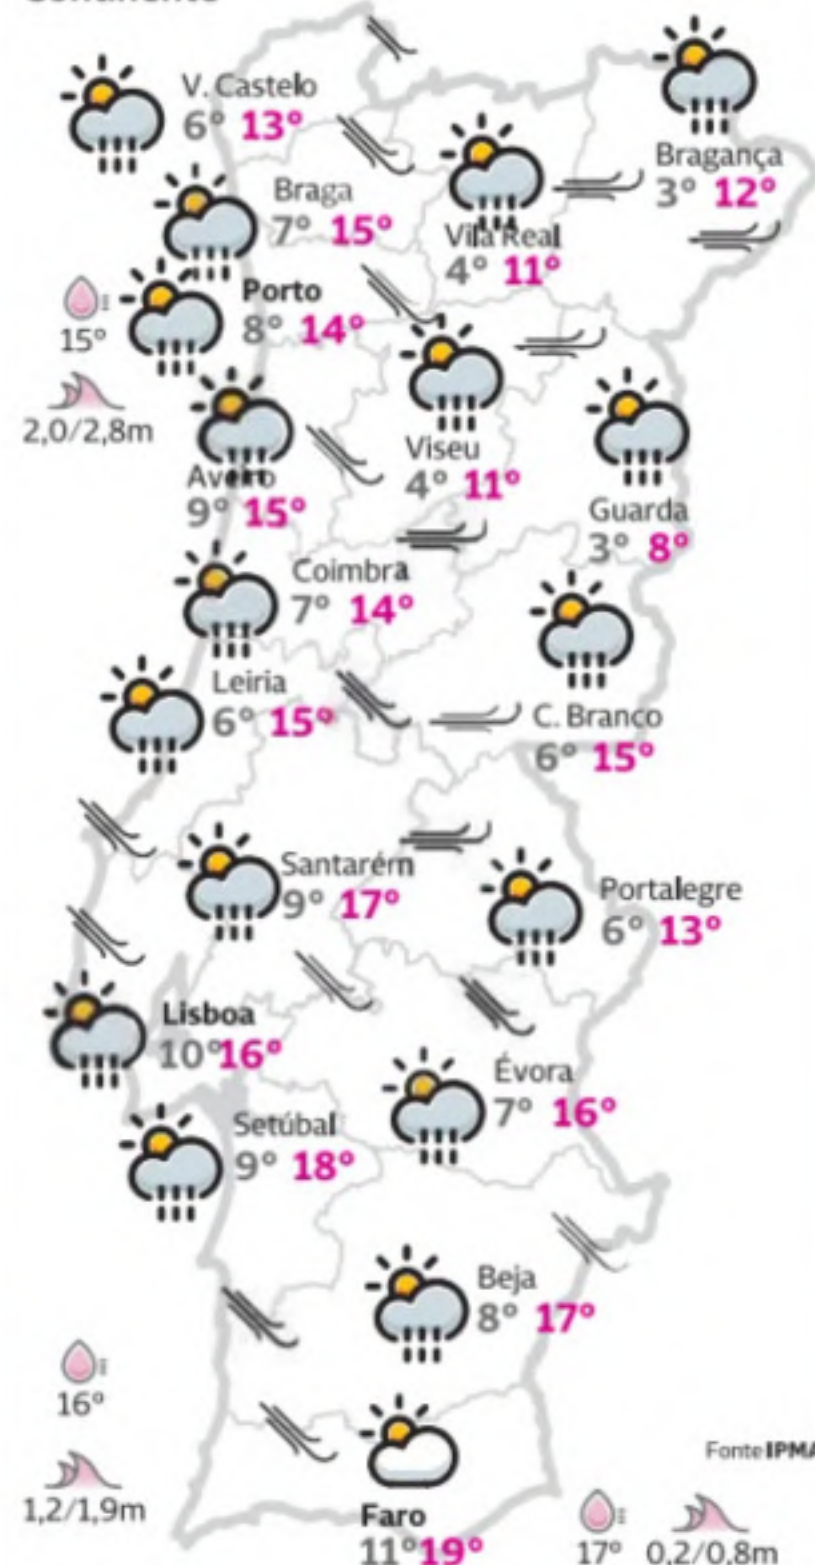 V. Castelo
6° 13°
Bragança
3° 12°
Braga
7° 15°
Vila Real
4° 11°
Porto
8° 14°
15°
2,0/2,8m
Viseu
4° 11°
Aveiro
9° 15°
Guarda
3° 8°
Coimbra
7° 14°
Leiria
6° 15°
C. Branco
6° 15°
Santarém
9° 17°
Portalegre
6° 13°
Lisboa
10° 16°
Évora
7° 16°
Setúbal
9° 18°
Beja
8° 17°
16°
1,2/1,9m
Fonte IPMA
Faro
11° 19°
17° 0,2/0,8m